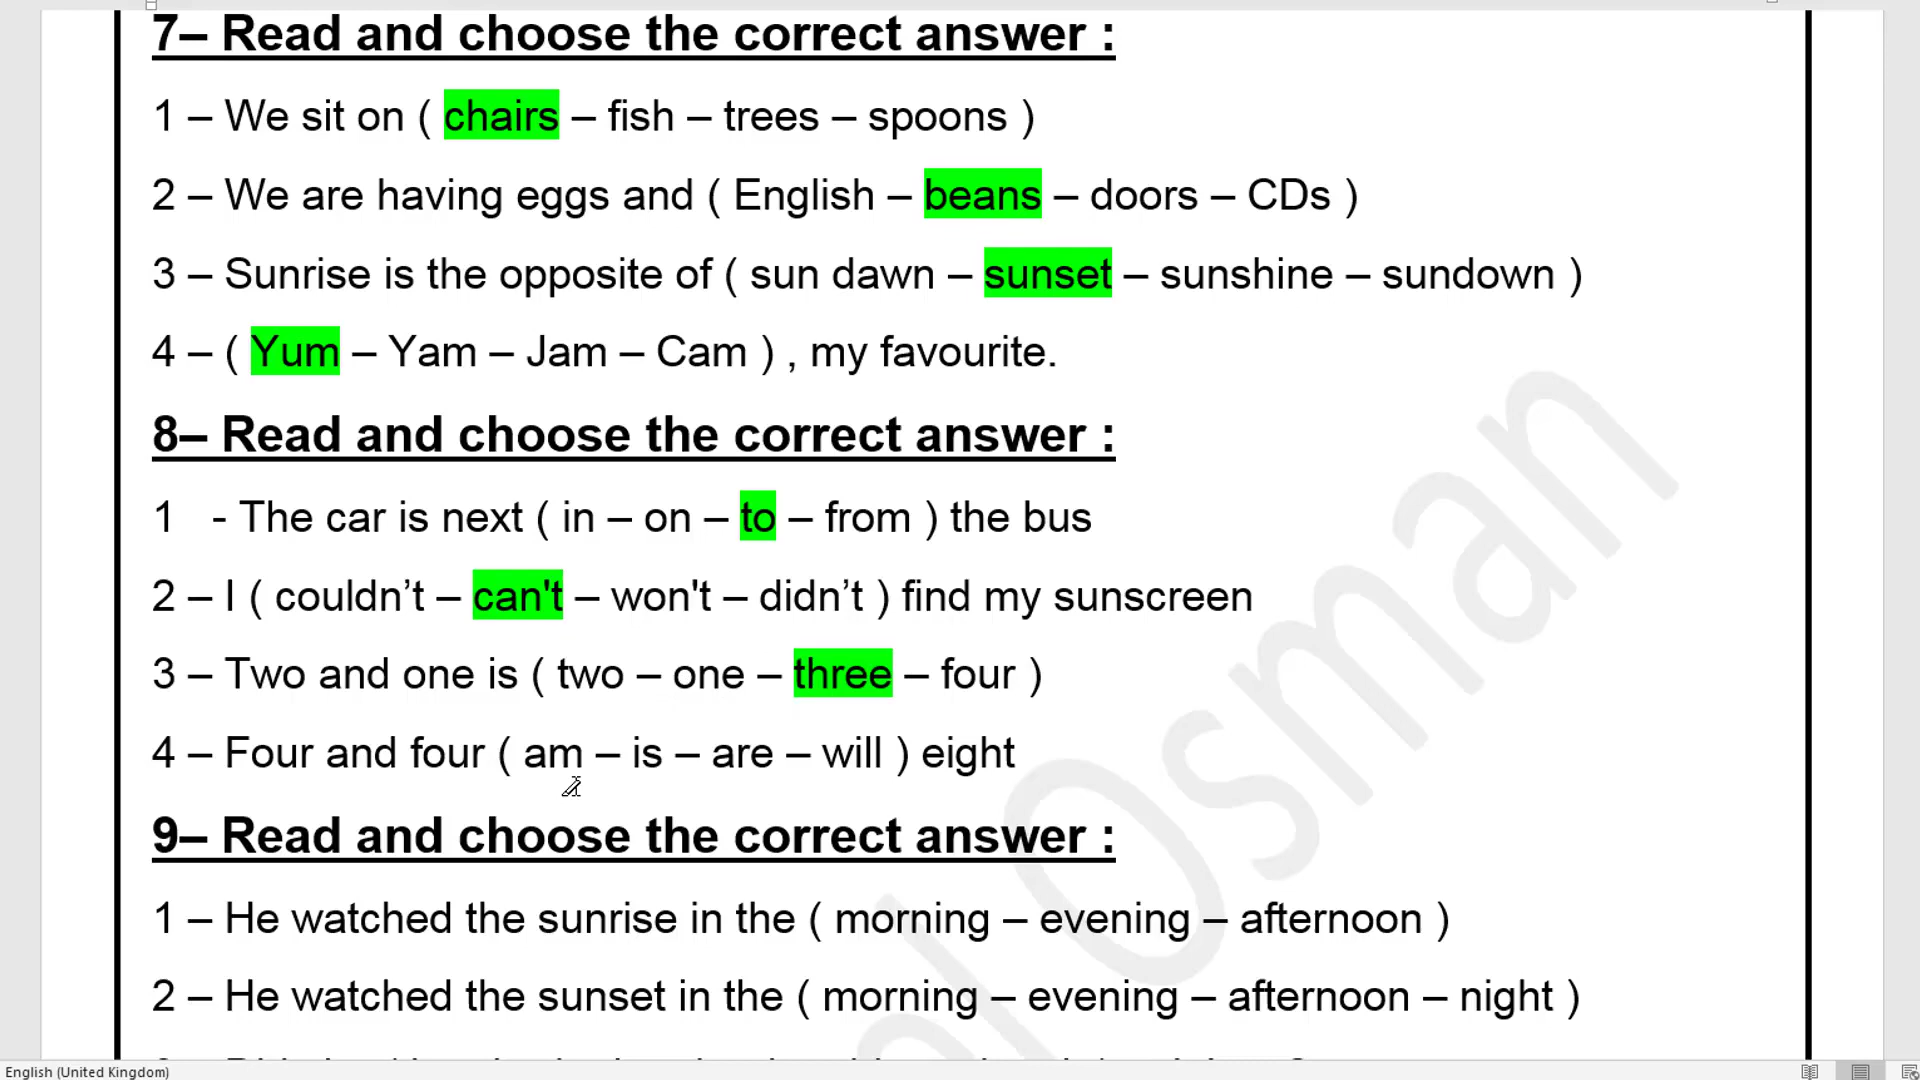 7– Read and choose the correct answer :
1 – We sit on ( chairs – fish – trees – spoons )
2 – We are having eggs and ( English – beans – doors – CDs )
3 – Sunrise is the opposite of ( sun dawn – sunset – sunshine – sundown )
4 – ( Yum – Yam – Jam – Cam ) , my favourite.
8– Read and choose the correct answer :
1 - The car is next ( in – on – to – from ) the bus
2 – I ( couldn’t – can't – won't – didn’t ) find my sunscreen
3 – Two and one is ( two – one – three – four )
4 – Four and four ( am – is – are – will ) eight
9– Read and choose the correct answer :
1 – He watched the sunrise in the ( morning – evening – afternoon )
2 – He watched the sunset in the ( morning – evening – afternoon – night )
Osman
English (United Kingdom)